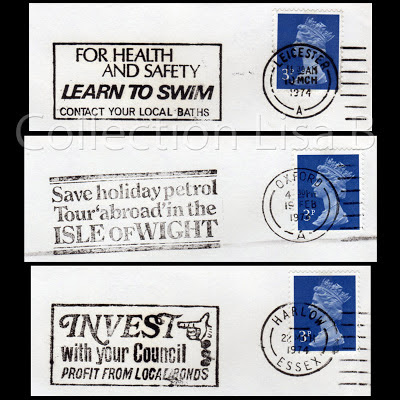 FOR HEALTH
AND SAFETY
LEARN TO SWIM
CONTACT YOUR LOCAL BATHS
LEICESTER
1974
A
3P
Collection Lisa B
Save holiday petrol
Tour 'abroad' in the
ISLE OF WIGHT
OXFORD
FEB
A
3P
INVEST
with your Council
PROFIT FROM LOCAL BONDS
HARLOW
1974
ESSEX
3P